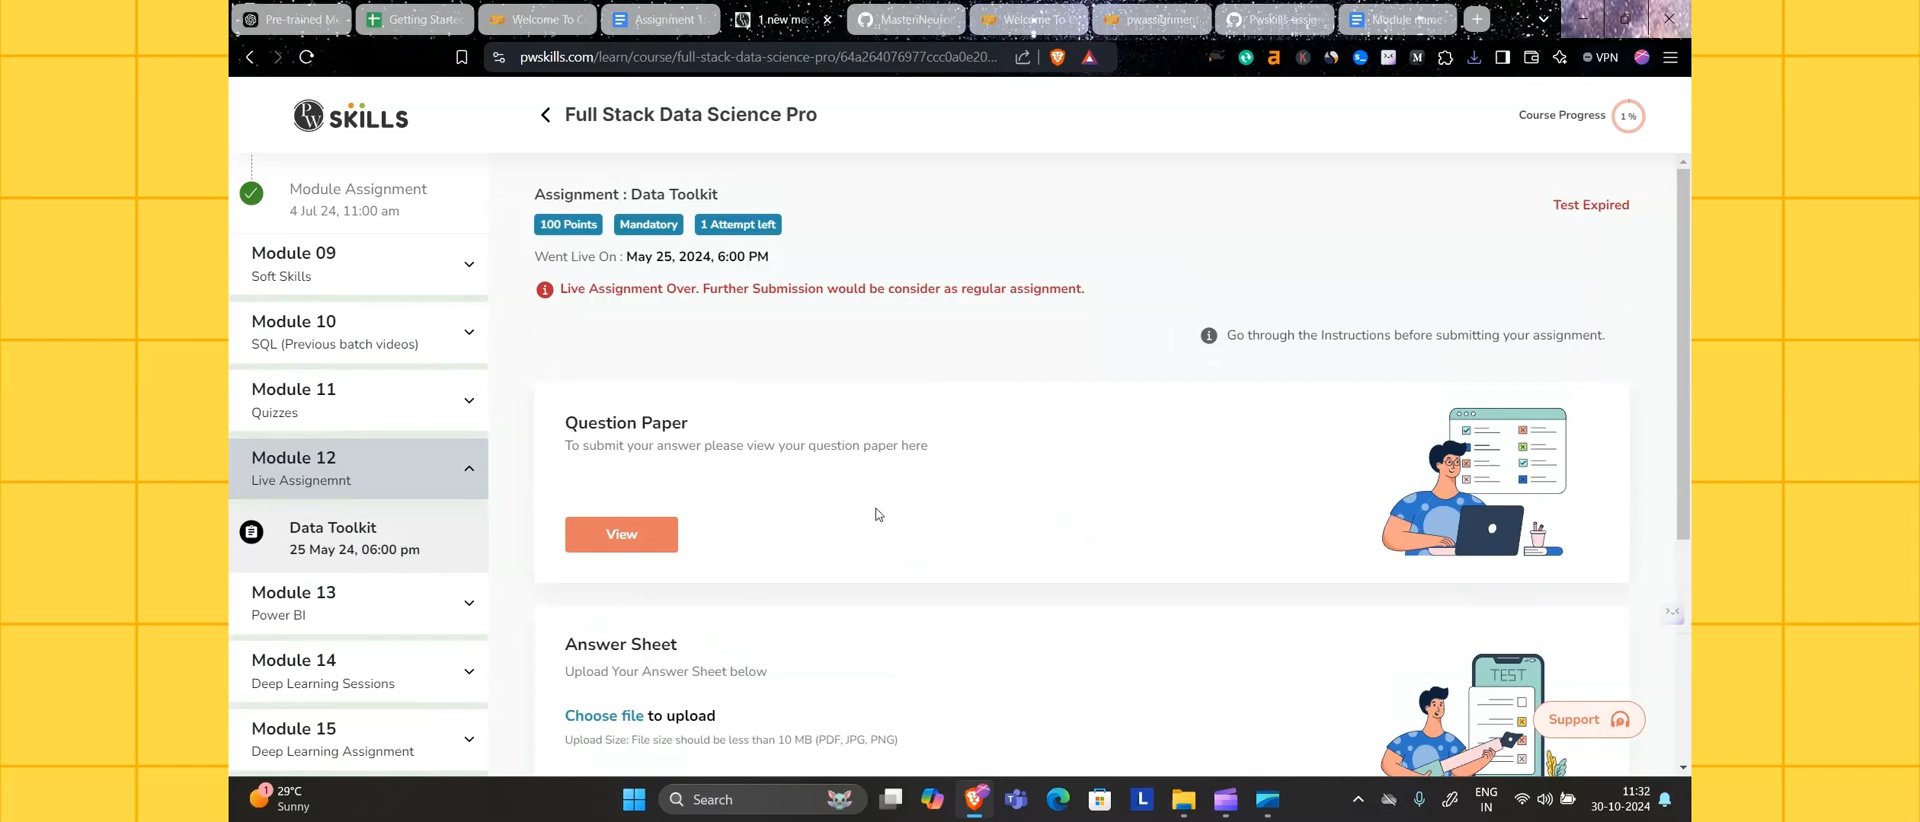 Pre-trained M
Getting Starte
Welcome To C
Assignment
1 new me
Welcome To
pwassignment
Pwskills-assig
Module name
pwskills.com/learn/course/full-stack-data-science-pro/64a264076977ccc0a0e20...
VPN
PW SKILLS
Full Stack Data Science Pro
Course Progress
1 %
Module Assignment
4 Jul 24, 11:00 am
Module 09
Soft Skills
Module 10
SQL (Previous batch videos)
Module 11
Quizzes
Module 12
Live Assignemnt
Data Toolkit
25 May 24, 06:00 pm
Module 13
Power BI
Module 14
Deep Learning Sessions
Module 15
Deep Learning Assignment
Assignment : Data Toolkit
Test Expired
100 Points
Mandatory
1 Attempt left
Went Live On : May 25, 2024, 6:00 PM
Live Assignment Over. Further Submission would be consider as regular assignment.
Go through the Instructions before submitting your assignment.
Question Paper
To submit your answer please view your question paper here
View
Answer Sheet
Upload Your Answer Sheet below
Choose file to upload
Upload Size: File size should be less than 10 MB (PDF, JPG, PNG)
TEST
Support
1
29°C
Sunny
Search
ENG
IN
11:32
30-10-2024